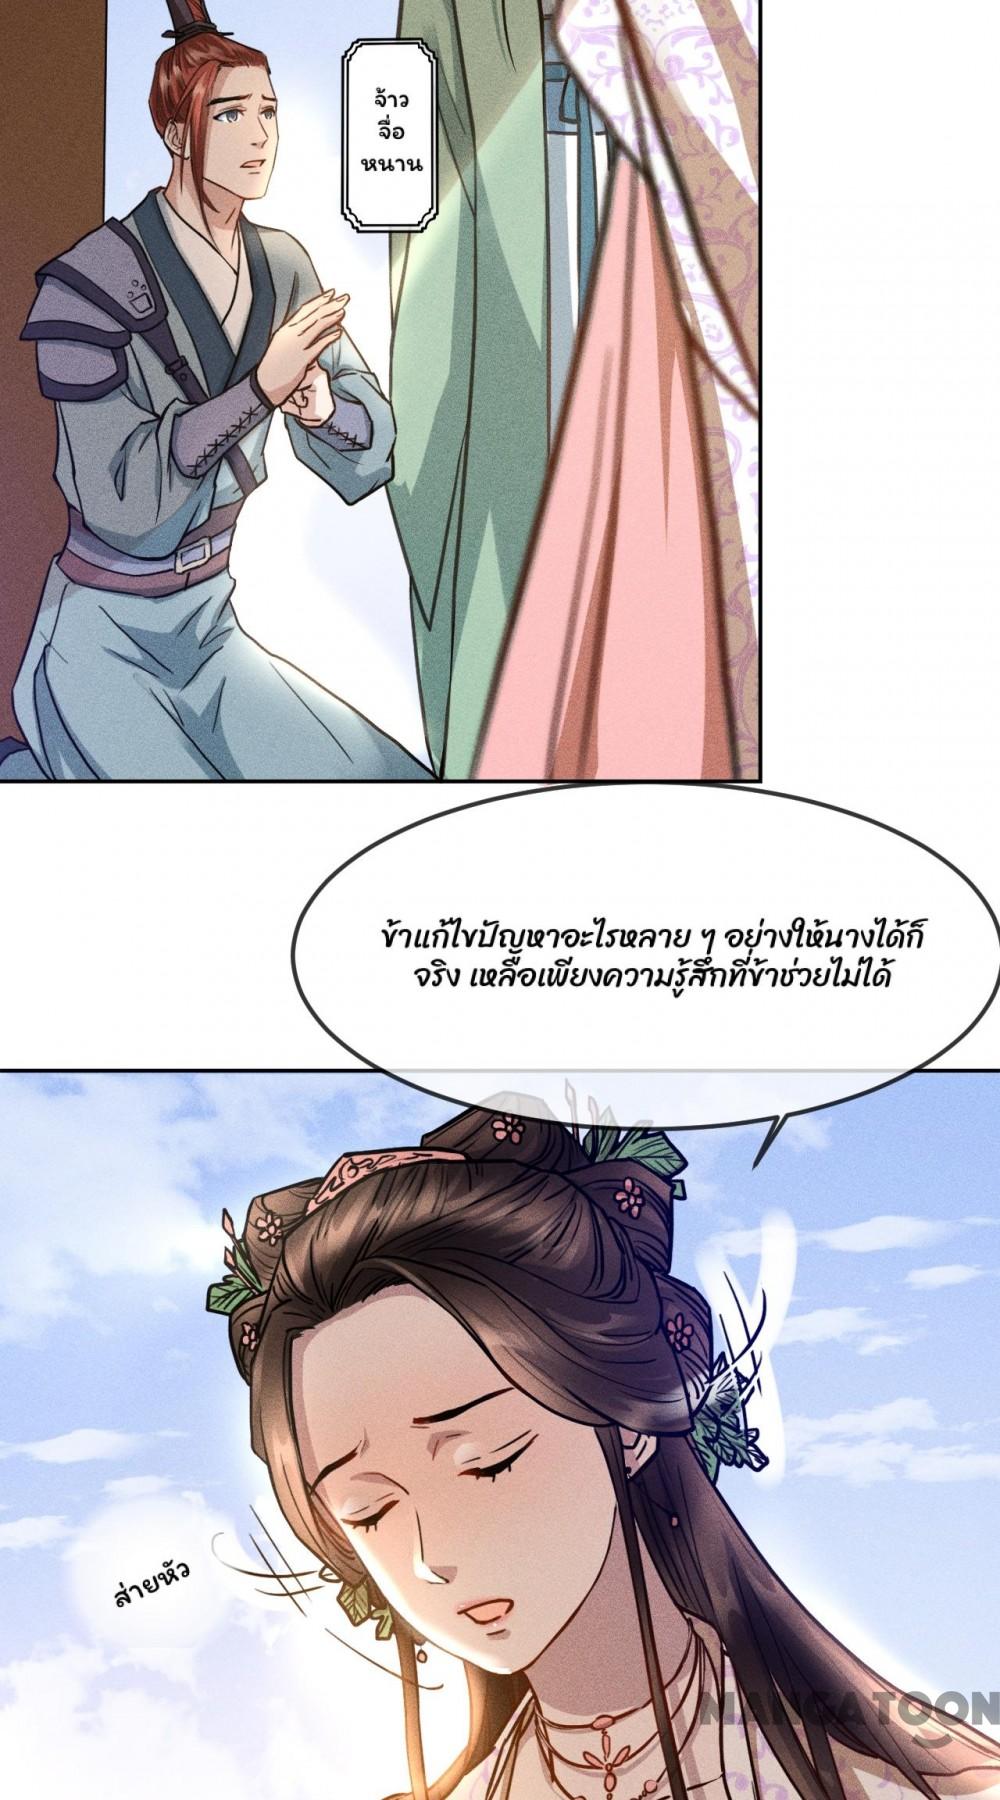 จ้าว
จื่อ
หนาน
ข้าแก้ไขปัญหาอะไรหลาย ๆ อย่างให้นางได้ก็
จริง เหลือเพียงความรู้สึกที่ข้าช่วยไม่ได้
ส่ายหัว
MANGATOON